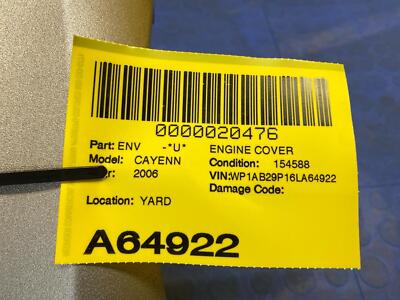 0000020476
Part: ENV -*U* ENGINE COVER
Model: CAYENN Condition: 154588
2006 VIN:WP1AB29P16LA64922
Damage Code:
Location: YARD
A64922